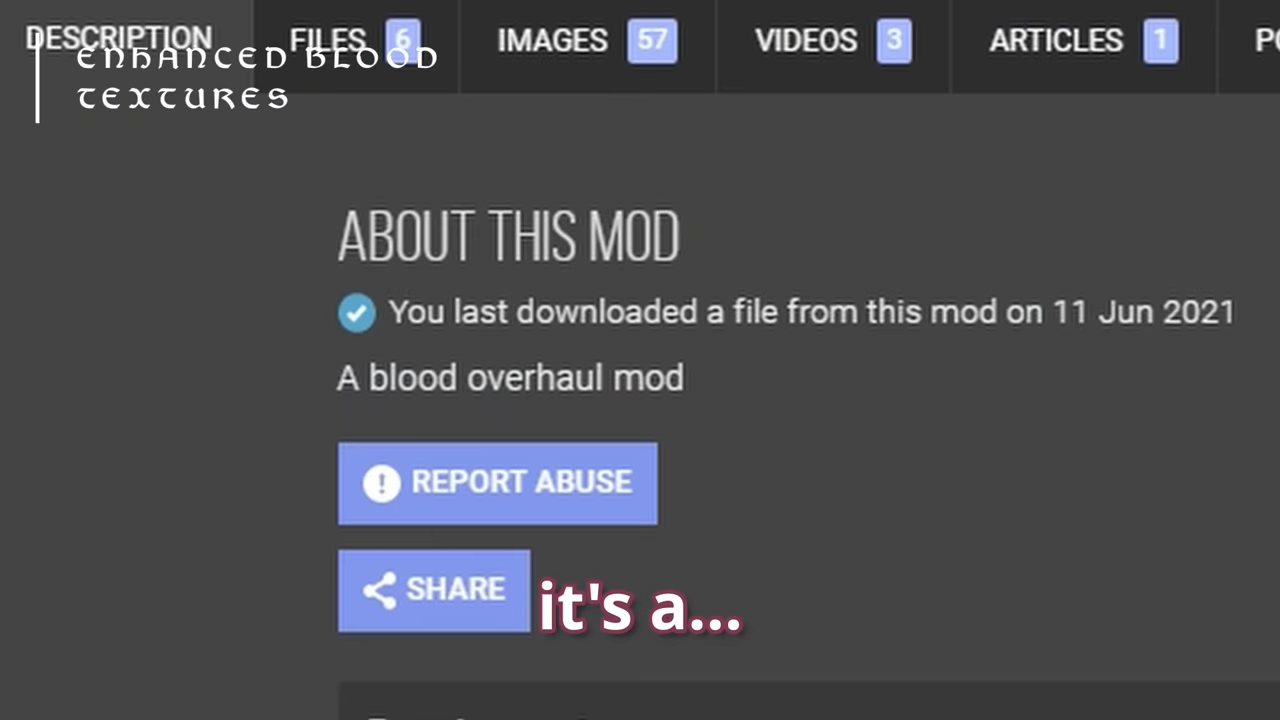 DESCRIPTION
FILES 6
IMAGES 57
VIDEOS 3
ARTICLES 1
ENHANCED BLOOD
TEXTURES
ABOUT THIS MOD
You last downloaded a file from this mod on 11 Jun 2021
A blood overhaul mod
REPORT ABUSE
SHARE
it's a...